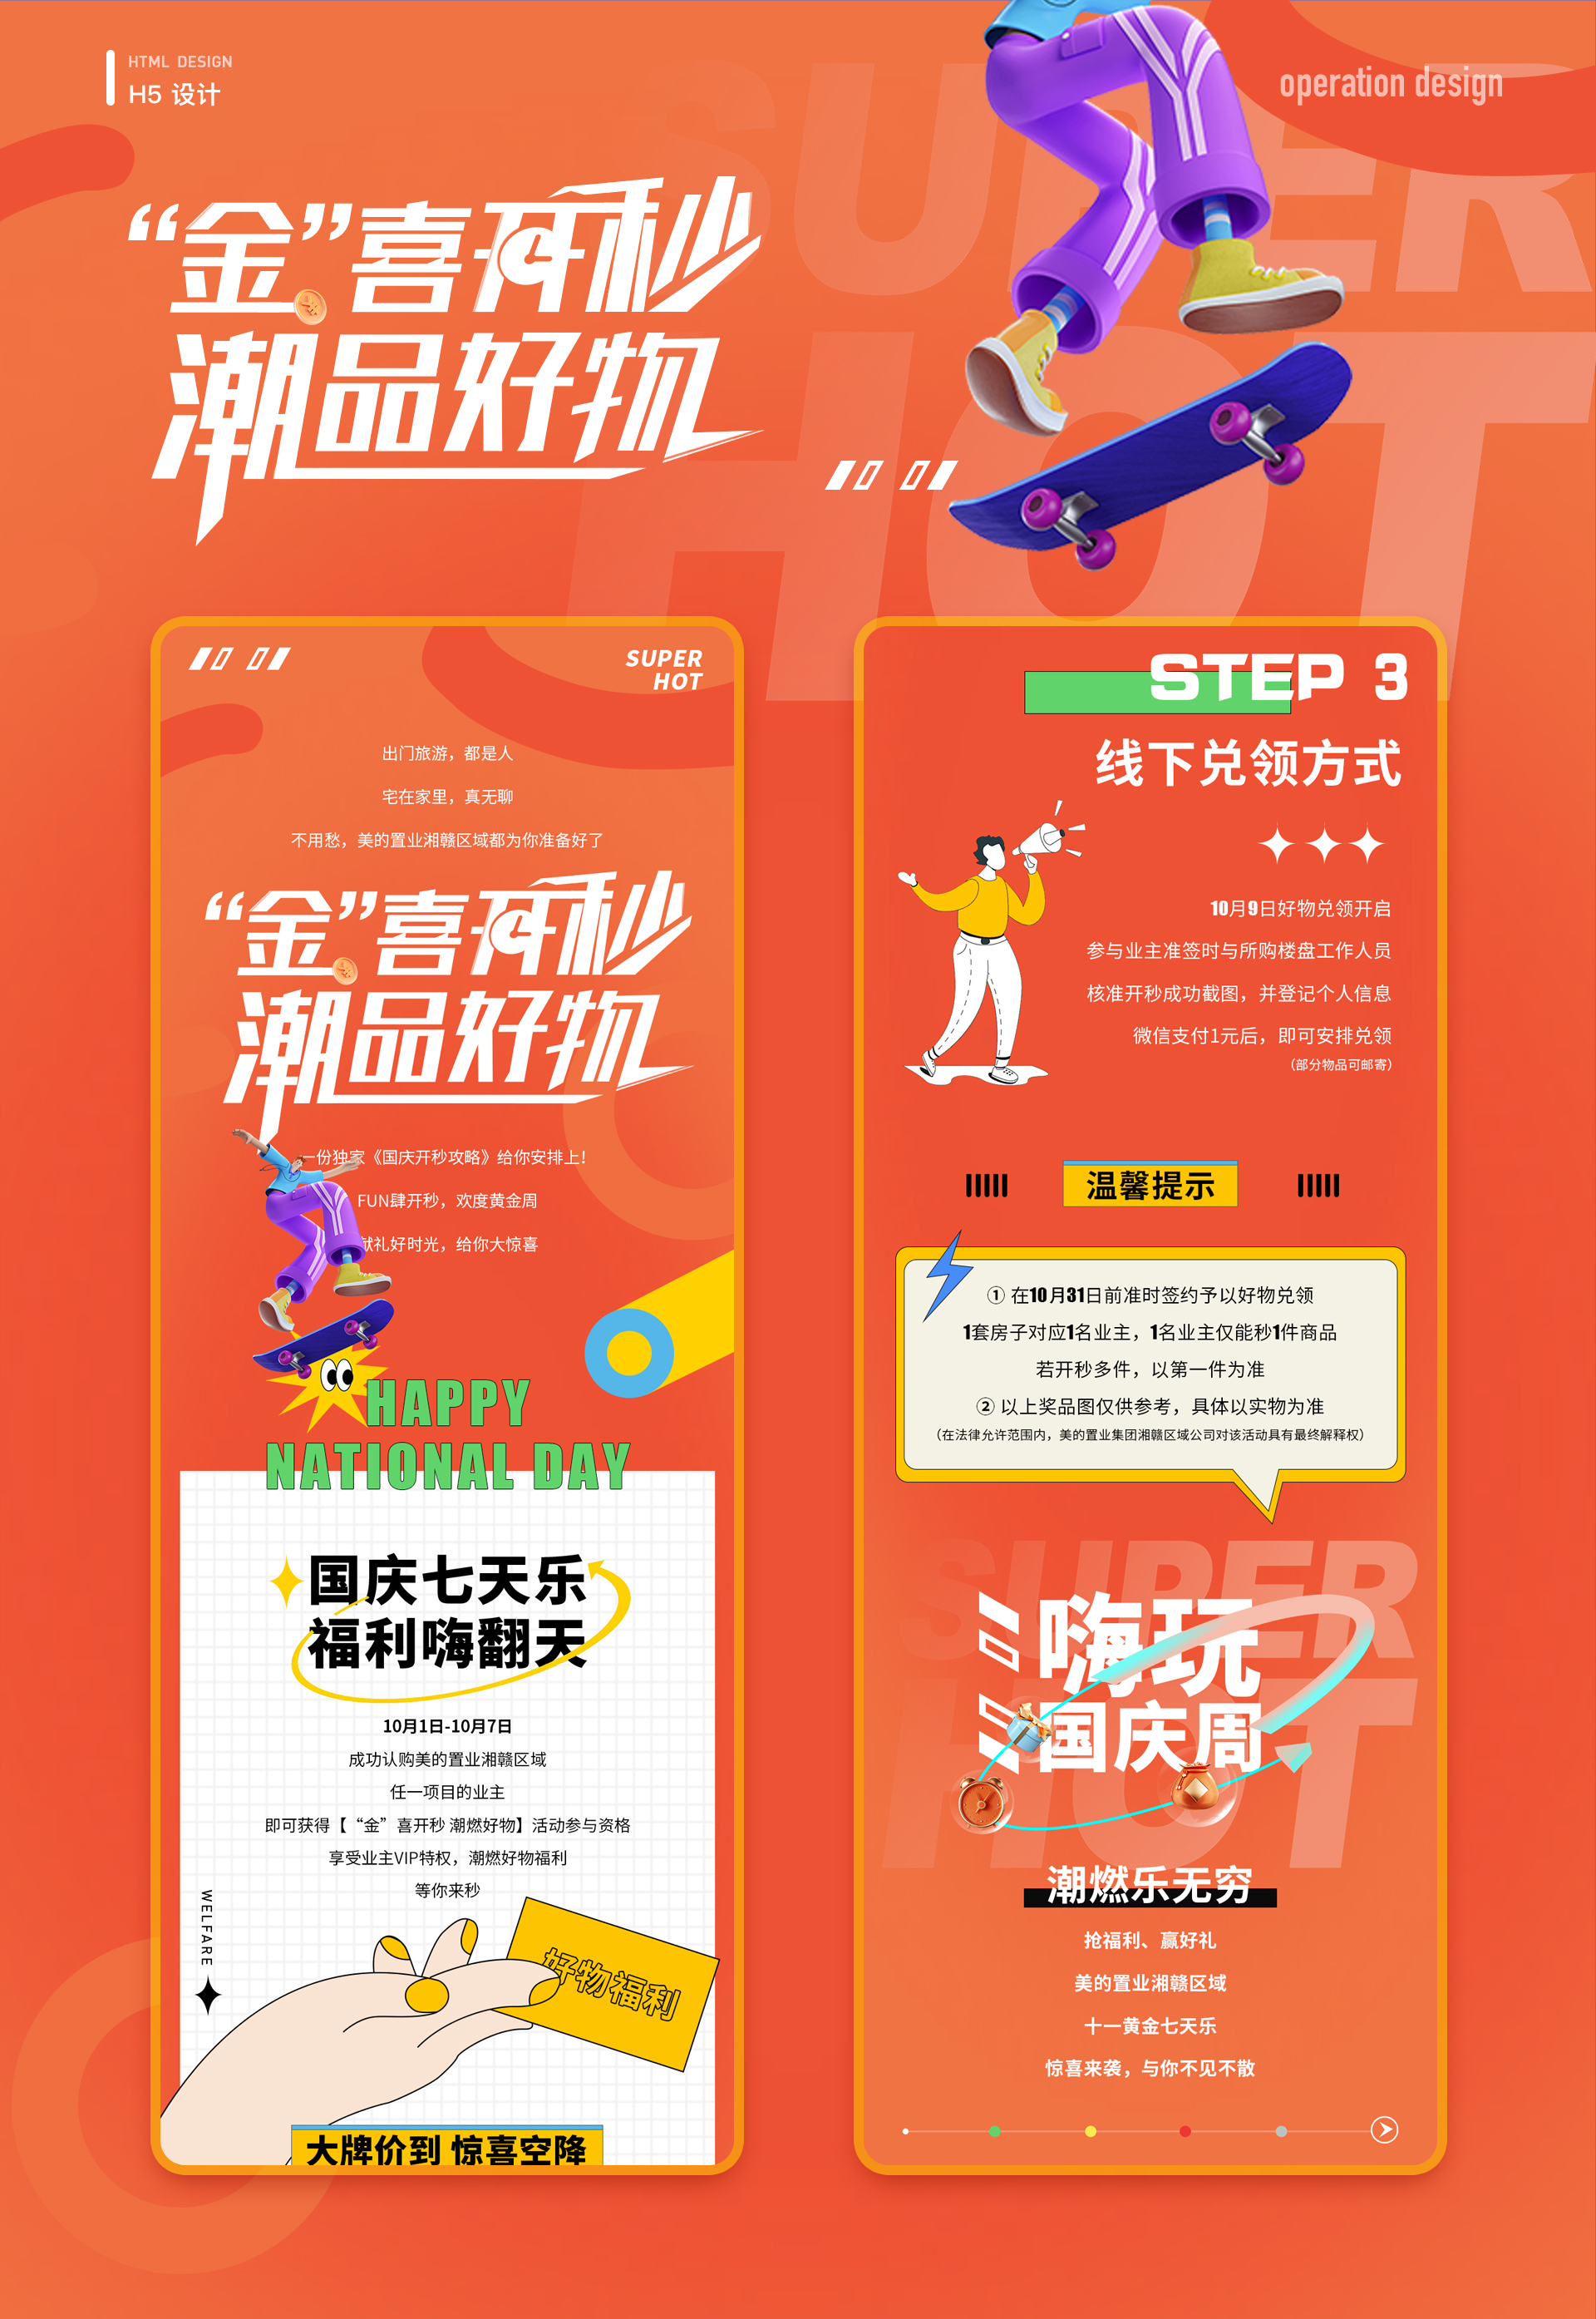 HTML DESIGN
H5 设计
operation design
SUPER
HOT
“金”喜开秒
潮品好物
SUPER
HOT
出门旅游，都是人
宅在家里，真无聊
不用愁，美的置业湘赣区域都为你准备好了
“金”喜开秒
潮品好物
一份独家《国庆开秒攻略》给你安排上！
FUN肆开秒，欢度黄金周
献礼好时光，给你大惊喜
HAPPY
NATIONAL DAY
国庆七天乐
福利嗨翻天
10月1日-10月7日
成功认购美的置业湘赣区域
任一项目的业主
即可获得【“金”喜开秒 潮燃好物】活动参与资格
享受业主VIP特权，潮燃好物福利
等你来秒
WELFARE
好物福利
大牌价到 惊喜空降
STEP 3
线下兑领方式
10月9日好物兑领开启
参与业主准签时与所购楼盘工作人员
核准开秒成功截图，并登记个人信息
微信支付1元后，即可安排兑领
（部分物品可邮寄）
温馨提示
① 在10月31日前准时签约予以好物兑领
1套房子对应1名业主，1名业主仅能秒1件商品
若开秒多件，以第一件为准
② 以上奖品图仅供参考，具体以实物为准
（在法律允许范围内，美的置业集团湘赣区域公司对该活动具有最终解释权）
SUPER
HOT
嗨玩
国庆周
潮燃乐无穷
抢福利、赢好礼
美的置业湘赣区域
十一黄金七天乐
惊喜来袭，与你不见不散